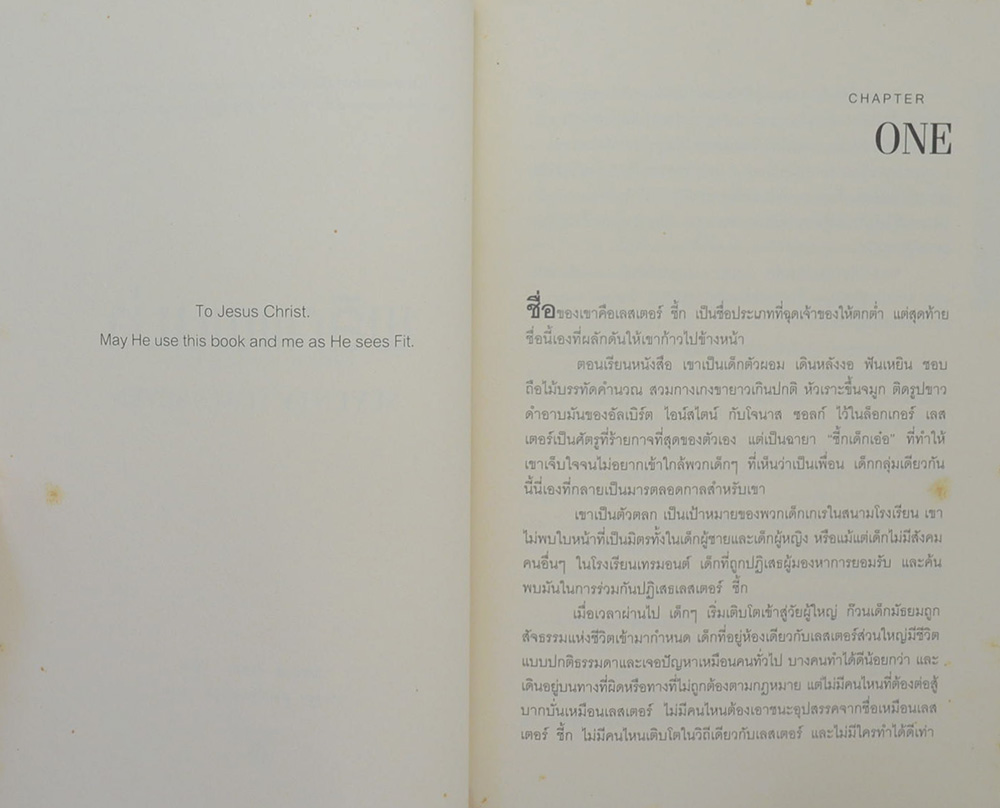 To Jesus Christ.
May He use this book and me as He sees Fit.
CHAPTER
ONE
ชื่อของเขาคือเลสเตอร์ ซี้ก เป็นชื่อประเภทที่ฉุดเจ้าของให้ตกต่ำ แต่สุดท้าย
ชื่อนี้เองที่ผลักดันให้เขาก้าวไปข้างหน้า
ตอนเรียนหนังสือ เขาเป็นเด็กตัวผอม เดินหลังงอ ฟันเหยิน ชอบ
ถือไม้บรรทัดคำนวณ สวมกางเกงขายาวเกินปกติ หัวเราะขึ้นจมูก ติดรูปขาว
ดำอาบมันของอัลเบิร์ต ไอน์สไตน์ กับโจนาส ซอลก์ ไว้ในล็อกเกอร์ เลส
เตอร์เป็นศัตรูที่ร้ายกาจที่สุดของตัวเอง แต่เป็นฉายา “ซี้กเด็กเอ๋อ” ที่ทำให้
เขาเจ็บใจจนไม่อยากเข้าใกล้พวกเด็กๆ ที่เห็นว่าเป็นเพื่อน เด็กกลุ่มเดียวกัน
นี้นี่เองที่กลายเป็นมารตลอดกาลสำหรับเขา
เขาเป็นตัวตลก เป็นเป้าหมายของพวกเด็กเกเรในสนามโรงเรียน เขา
ไม่พบใบหน้าที่เป็นมิตรทั้งในเด็กผู้ชายและเด็กผู้หญิง หรือแม้แต่เด็กไม่มีสังคม
คนอื่นๆ ในโรงเรียนเทรมอนต์ เด็กที่ถูกปฏิเสธผู้มองหาการยอมรับ และค้น
พบมันในการร่วมกันปฏิเสธเลสเตอร์ ซี้ก
เมื่อเวลาผ่านไป เด็กๆ เริ่มเติบโตเข้าสู่วัยผู้ใหญ่ ก๊วนเด็กมัธยมถูก
สัจธรรมแห่งชีวิตเข้ามากำหนด เด็กที่อยู่ห้องเดียวกับเลสเตอร์ส่วนใหญ่มีชีวิต
แบบปกติธรรมดาและเจอปัญหาเหมือนคนทั่วไป บางคนทำได้ดีน้อยกว่า และ
เดินอยู่บนทางที่ผิดหรือทางที่ไม่ถูกต้องตามกฎหมาย แต่ไม่มีคนไหนที่ต้องต่อสู้
บากบั่นเหมือนเลสเตอร์ ไม่มีคนไหนต้องเอาชนะอุปสรรคจากชื่อเหมือนเลส
เตอร์ ซี้ก ไม่มีคนไหนเติบโตในวิถีเดียวกับเลสเตอร์ และไม่มีใครทำได้ดีเท่า